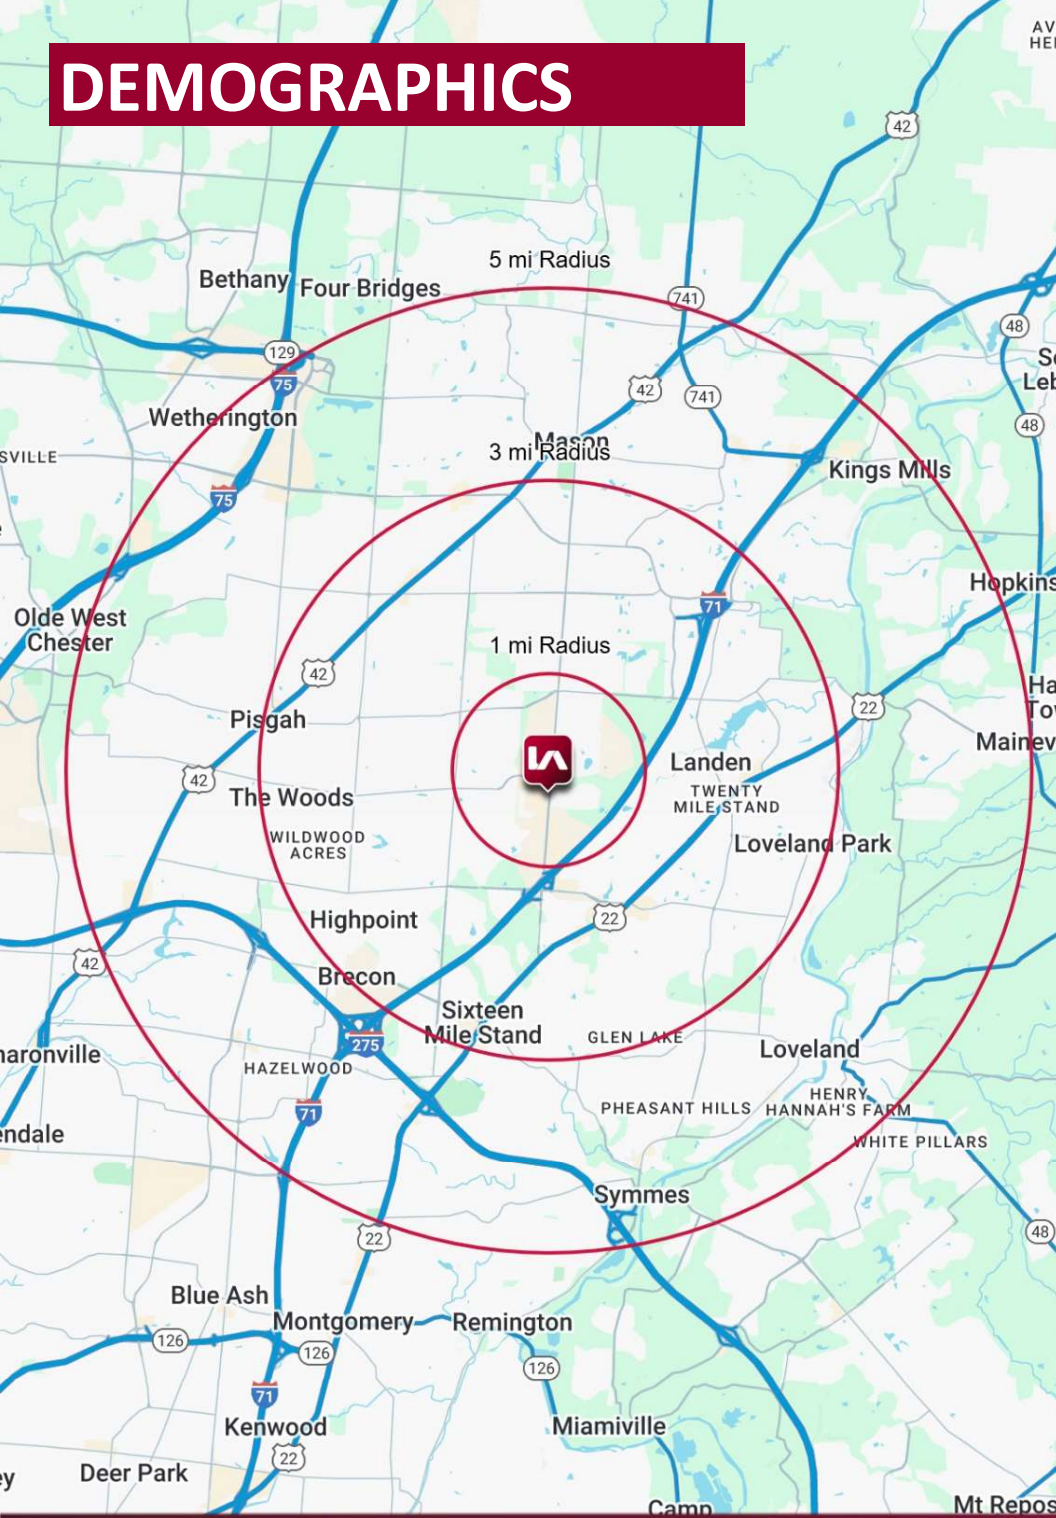 DEMOGRAPHICS
42
5 mi Radius
Bethany
Four Bridges
741
129
48
75
42
741
Wetherington
48
Mason
3 mi Radius
Kings Mills
75
71
Olde West
Chester
1 mi Radius
42
22
Pisgah
Landen
42
The Woods
TWENTY
MILE STAND
WILDWOOD
ACRES
Loveland Park
Highpoint
22
42
Brecon
Sixteen
Mile Stand
275
GLEN LAKE
Loveland
HAZELWOOD
71
PHEASANT HILLS
HENRY
HANNAH'S FARM
WHITE PILLARS
Symmes
22
48
Blue Ash
Montgomery
Remington
126
126
126
71
Kenwood
Miamiville
22
Deer Park
Camp